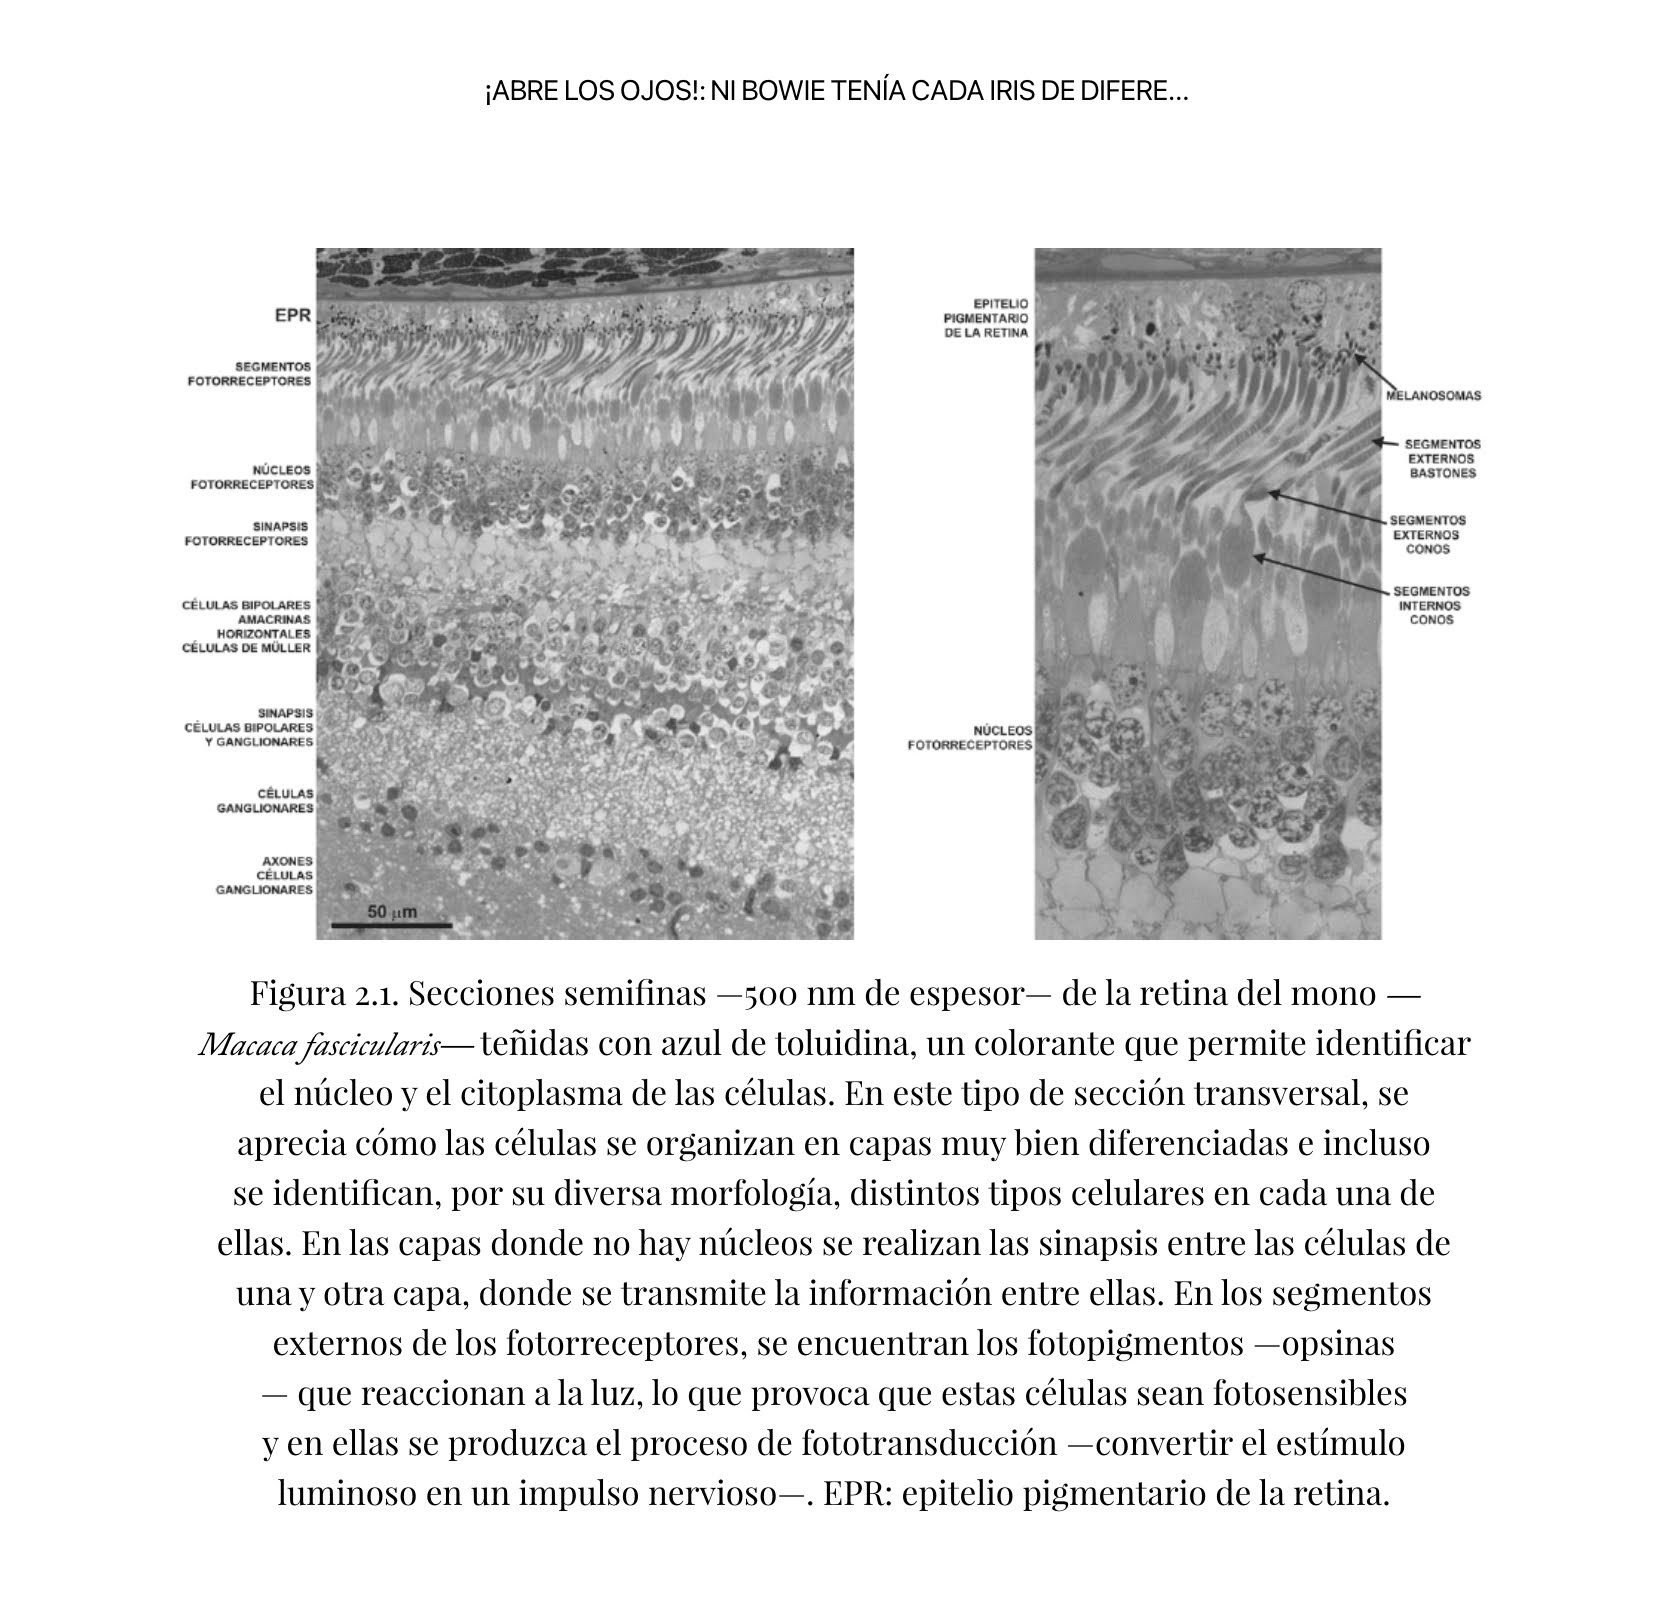 ¡ABRE LOS OJOS!: NI BOWIE TENÍA CADA IRIS DE DIFERE...
EPR
SEGMENTOS
FOTORRECEPTORES
NÚCLEOS
FOTORRECEPTORES
SINAPSIS
FOTORRECEPTORES
CÉLULAS BIPOLARES
AMACRINAS
HORIZONTALES
CÉLULAS DE MÜLLER
SINAPSIS
CÉLULAS BIPOLARES
Y GANGLIONARES
CÉLULAS
GANGLIONARES
AXONES
CÉLULAS
GANGLIONARES
50 µm
EPITELIO
PIGMENTARIO
DE LA RETINA
MELANOSOMAS
SEGMENTOS
EXTERNOS
BASTONES
SEGMENTOS
EXTERNOS
CONOS
SEGMENTOS
INTERNOS
CONOS
NÚCLEOS
FOTORRECEPTORES
Figura 2.1. Secciones semifinas —500 nm de espesor— de la retina del mono —
Macaca fascicularis— teñidas con azul de toluidina, un colorante que permite identificar
el núcleo y el citoplasma de las células. En este tipo de sección transversal, se
aprecia cómo las células se organizan en capas muy bien diferenciadas e incluso
se identifican, por su diversa morfología, distintos tipos celulares en cada una de
ellas. En las capas donde no hay núcleos se realizan las sinapsis entre las células de
una y otra capa, donde se transmite la información entre ellas. En los segmentos
externos de los fotorreceptores, se encuentran los fotopigmentos —opsinas
— que reaccionan a la luz, lo que provoca que estas células sean fotosensibles
y en ellas se produzca el proceso de fototransducción —convertir el estímulo
luminoso en un impulso nervioso—. EPR: epitelio pigmentario de la retina.